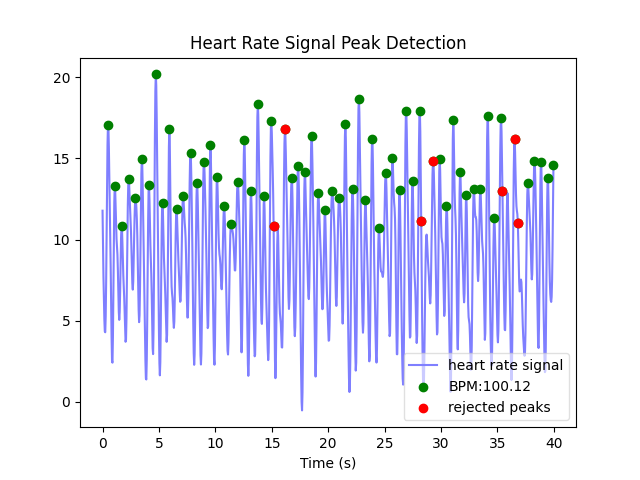 Heart Rate Signal Peak Detection
20
15
10
5
0
heart rate signal
BPM:100.12
rejected peaks
0 5 10 15 20 25 30 35 40
Time (s)